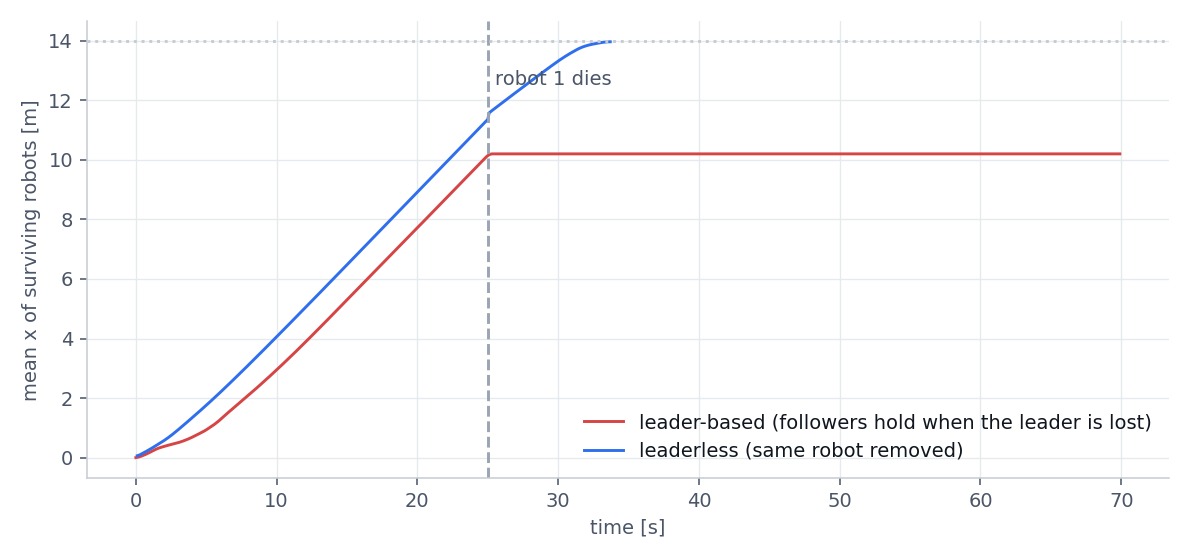 14
12
10
8
6
4
2
0
mean x of surviving robots [m]
robot 1 dies
leader-based (followers hold when the leader is lost)
leaderless (same robot removed)
0 10 20 30 40 50 60 70
time [s]